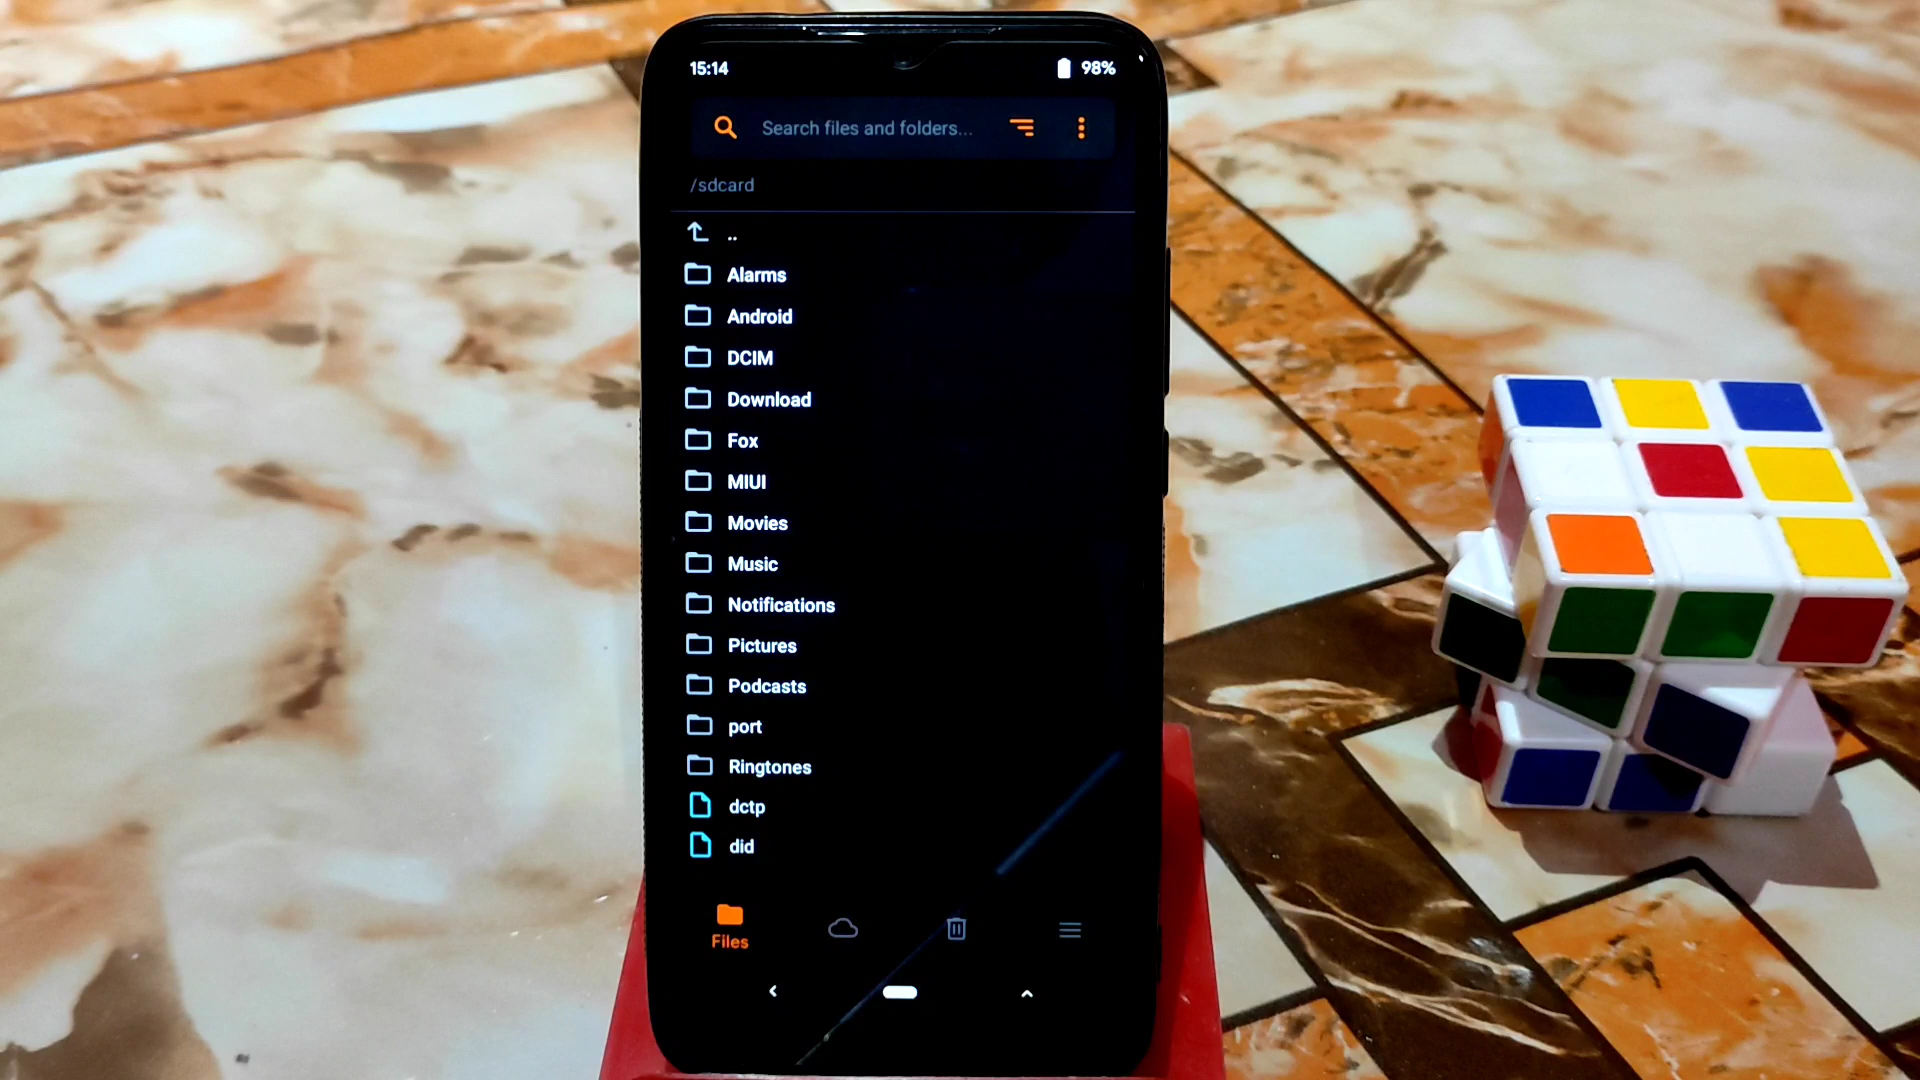 15:14 98%
Search files and folders...
/sdcard
..
Alarms
Android
DCIM
Download
Fox
MIUI
Movies
Music
Notifications
Pictures
Podcasts
port
Ringtones
dctp
did
Files